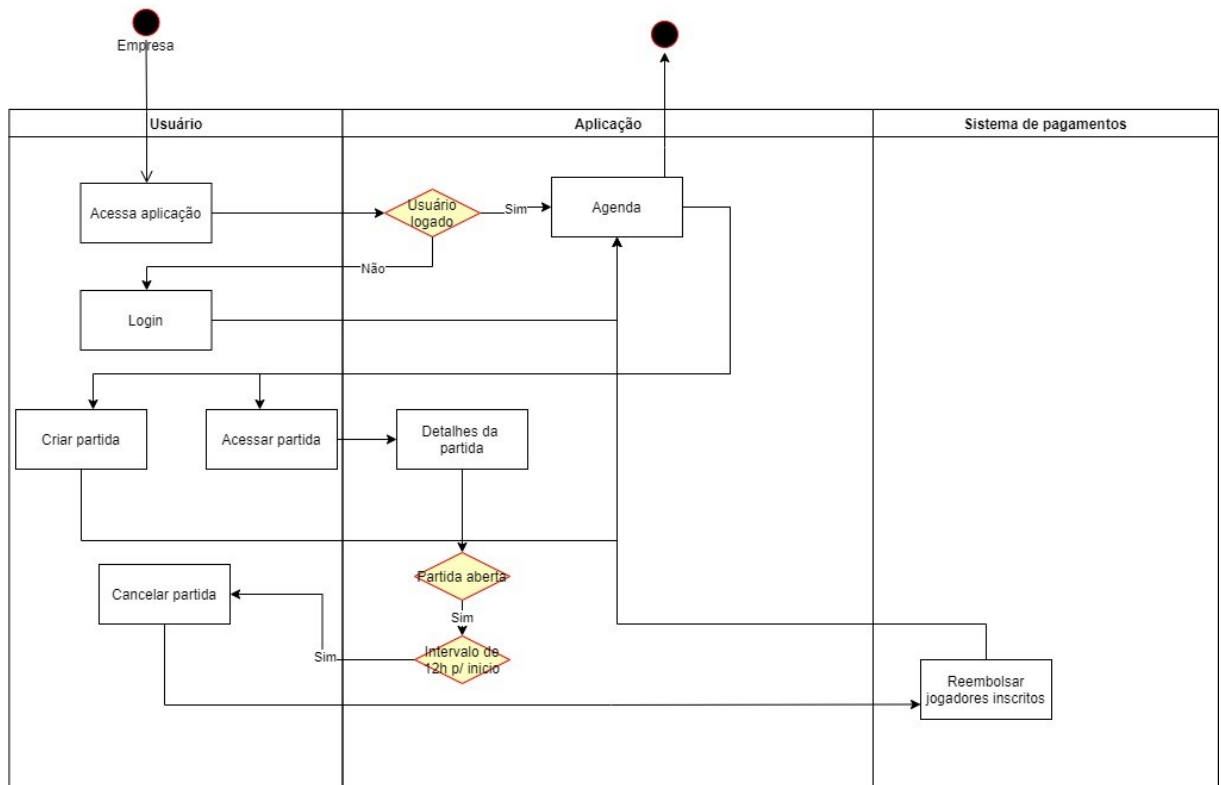 Empresa
Usuário
Aplicação
Sistema de pagamentos
Acessa aplicação
Usuário
logado
Sim
Agenda
Não
Login
Criar partida
Acessar partida
Detalhes da
partida
Partida aberta
Sim
Cancelar partida
Intervalo de
12h p/ inicio
Sim
Reembolsar
jogadores inscritos